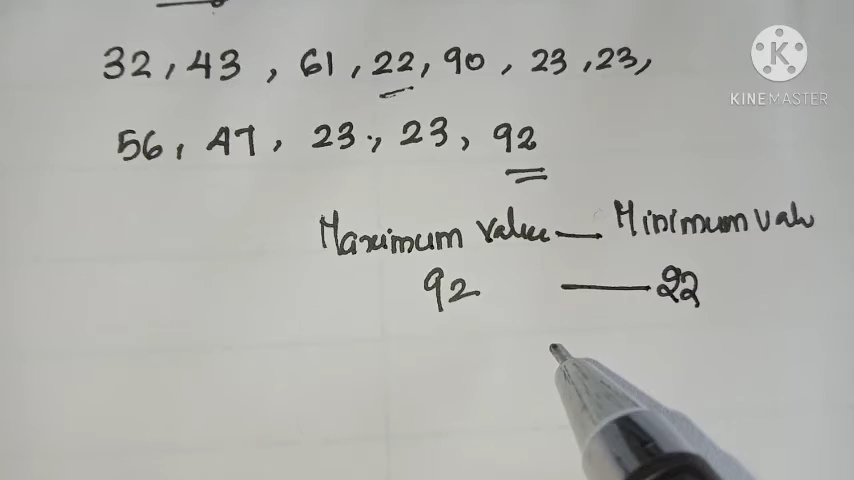 32, 43, 61, 22, 90, 23, 23,
56, 47, 23, 23, 92
Maximum value — Minimum valu
92 — 22
K
KINEMASTER